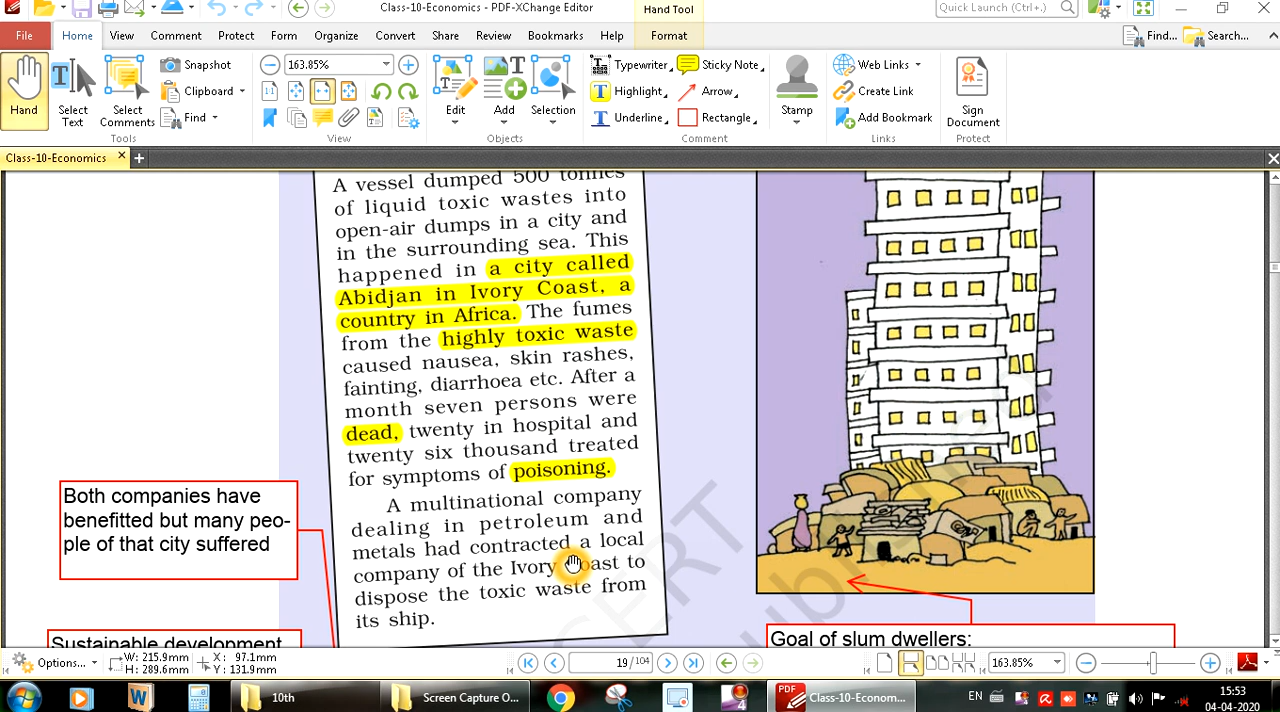 Class-10-Economics - PDF-XChange Editor
Hand Tool
Quick Launch (Ctrl+.)
File
Home
View
Comment
Protect
Form
Organize
Convert
Share
Review
Bookmarks
Help
Format
Find...
Search...
Hand
Select
Text
Select
Comments
Snapshot
Clipboard
Find
Tools
163.85%
1:1
View
Edit
Add
Selection
Objects
Typewriter
Highlight
Underline
Sticky Note
Arrow
Rectangle
Stamp
Comment
Web Links
Create Link
Add Bookmark
Links
Sign
Document
Protect
Class-10-Economics
A vessel dumped 500 tonnes
of liquid toxic wastes into
open-air dumps in a city and
in the surrounding sea. This
happened in a city called
Abidjan in Ivory Coast, a
country in Africa. The fumes
from the highly toxic waste
caused nausea, skin rashes,
fainting, diarrhoea etc. After a
month seven persons were
dead, twenty in hospital and
twenty six thousand treated
for symptoms of poisoning.
A multinational company
dealing in petroleum and
metals had contracted a local
company of the Ivory Coast to
dispose the toxic waste from
its ship.
Both companies have
benefitted but many peo-
ple of that city suffered
Sustainable development
Goal of slum dwellers:
Options...
W: 215.9mm
H: 289.6mm
X: 97.1mm
Y: 131.9mm
19 / 104
163.85%
10th
Screen Capture O...
PDF
Class-10-Econom...
EN
15:53
04-04-2020